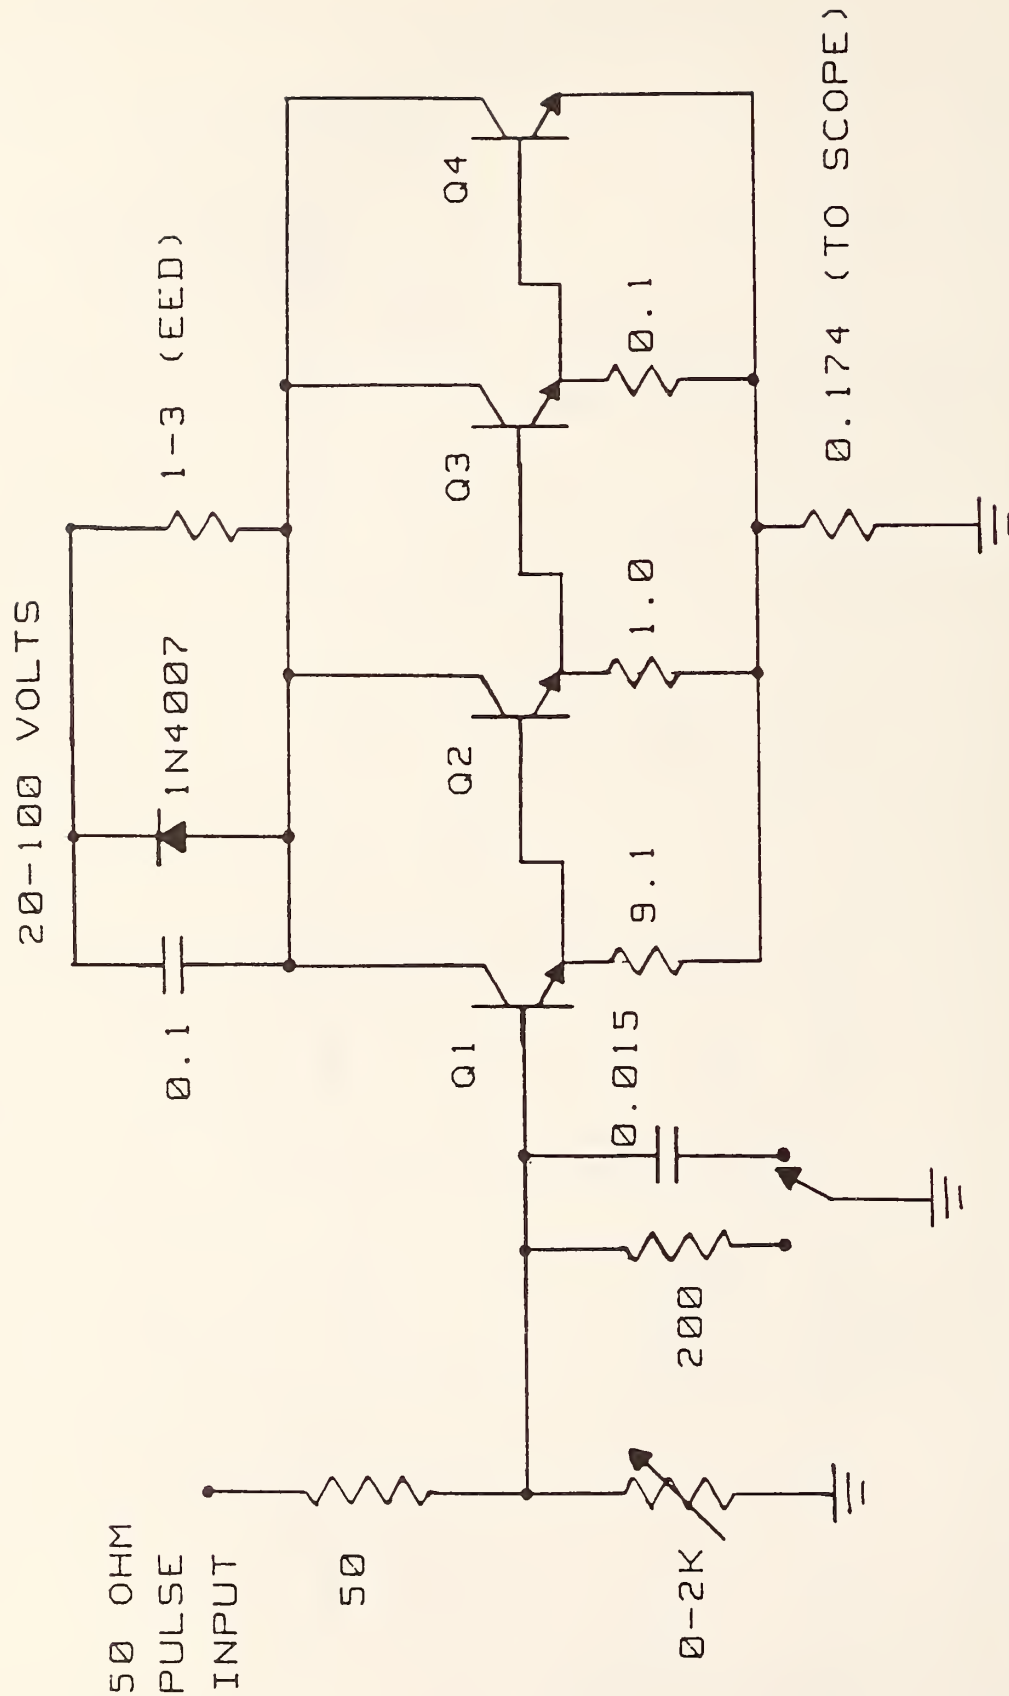 20-100 VOLTS
50 OHM
PULSE
INPUT
0.1
1N4007
1-3 (EED)
50
Q1
Q2
Q3
Q4
0-2K
200
0.015
9.1
1.0
0.1
0.174 (TO SCOPE)